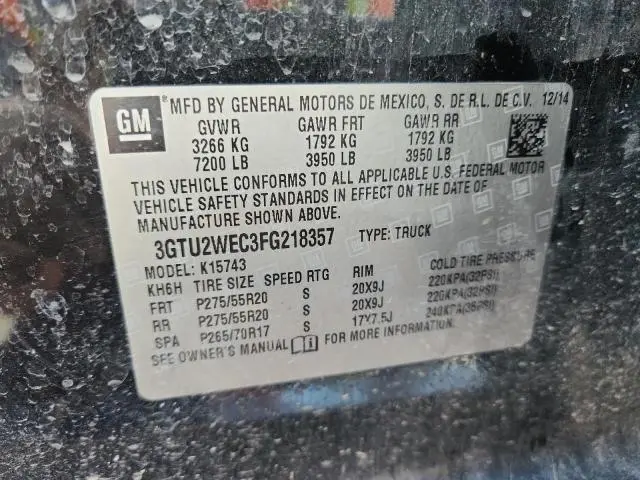 GM
MFD BY GENERAL MOTORS DE MEXICO, S. DE R.L. DE C.V. 12/14
GVWR GAWR FRT GAWR RR
3266 KG 1792 KG 1792 KG
7200 LB 3950 LB 3950 LB
THIS VEHICLE CONFORMS TO ALL APPLICABLE U.S. FEDERAL MOTOR
VEHICLE SAFETY STANDARDS IN EFFECT ON THE DATE OF
MANUFACTURE SHOWN ABOVE.
3GTU2WEC3FG218357 TYPE: TRUCK
MODEL: K15743
KH6H TIRE SIZE SPEED RTG RIM COLD TIRE PRESSURE
FRT P275/55R20 S 20X9J 220KPA(32PSI)
RR P275/55R20 S 20X9J 220KPA(32PSI)
SPA P265/70R17 S 17X7.5J 240KPA(35PSI)
SEE OWNER'S MANUAL